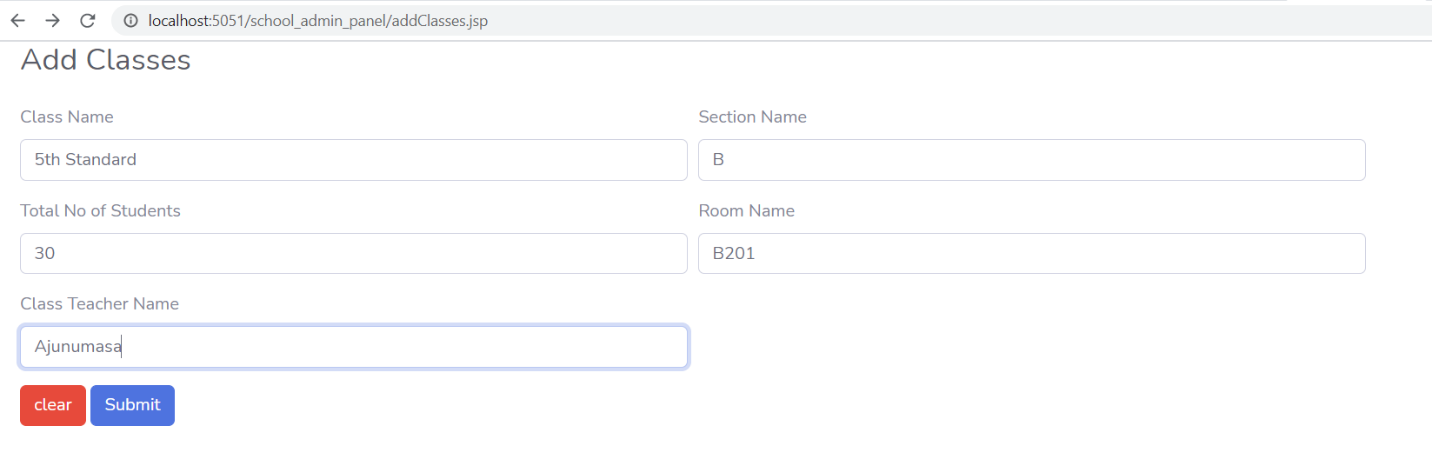 localhost:5051/school_admin_panel/addClasses.jsp
Add Classes
Class Name
Section Name
5th Standard
B
Total No of Students
Room Name
30
B201
Class Teacher Name
Ajunumasa
clear
Submit